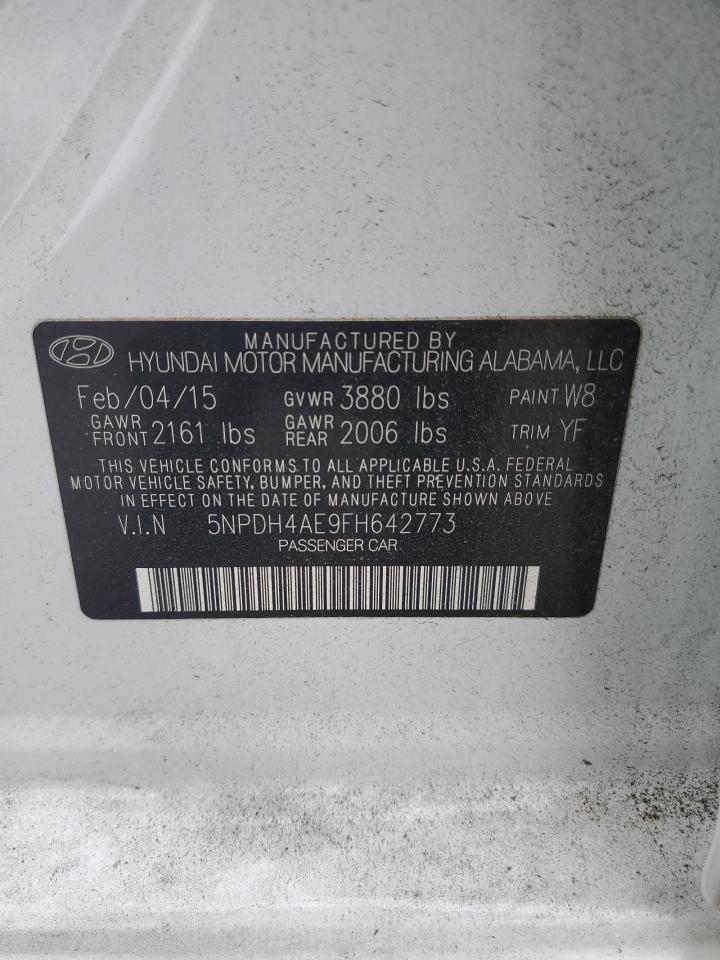 MANUFACTURED BY
HYUNDAI MOTOR MANUFACTURING ALABAMA, LLC
Feb/04/15 GVWR 3880 lbs PAINT W8
GAWR FRONT 2161 lbs GAWR REAR 2006 lbs TRIM YF
THIS VEHICLE CONFORMS TO ALL APPLICABLE U.S.A. FEDERAL
MOTOR VEHICLE SAFETY, BUMPER, AND THEFT PREVENTION STANDARDS
IN EFFECT ON THE DATE OF MANUFACTURE SHOWN ABOVE
V.I.N 5NPDH4AE9FH642773
PASSENGER CAR